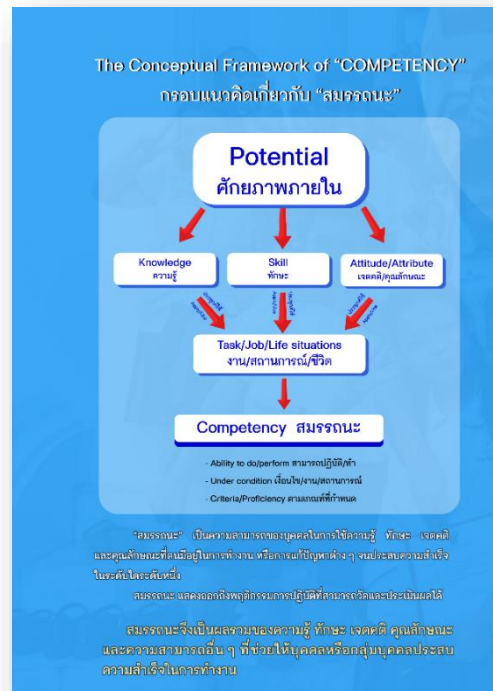 The Conceptual Framework of “COMPETENCY”
กรอบแนวคิดเกี่ยวกับ “สมรรถนะ”
Potential
ศักยภาพภายใน
Knowledge
ความรู้
Skill
ทักษะ
Attitude/Attribute
เจตคติ/คุณลักษณะ
Task/Job/Life situations
งาน/สถานการณ์/ชีวิต
Competency สมรรถนะ
- Ability to do/perform สามารถปฏิบัติ/ทำ
- Under condition เงื่อนไข/งาน/สถานการณ์
- Criteria/Proficiency ตามเกณฑ์ที่กำหนด
"สมรรถนะ" เป็นความสามารถของบุคคลในการใช้ความรู้ ทักษะ เจตคติ
และคุณลักษณะที่ตนมีอยู่ในการทำงาน หรือการแก้ปัญหาต่าง ๆ จนประสบความสำเร็จ
ในระดับใดระดับหนึ่ง
สมรรถนะ แสดงออกถึงพฤติกรรมการปฏิบัติที่สามารถวัดและประเมินผลได้
สมรรถนะจึงเป็นผลรวมของความรู้ ทักษะ เจตคติ คุณลักษณะ
และความสามารถอื่น ๆ ที่ช่วยให้บุคคลหรือกลุ่มบุคคลประสบ
ความสำเร็จในการทำงาน